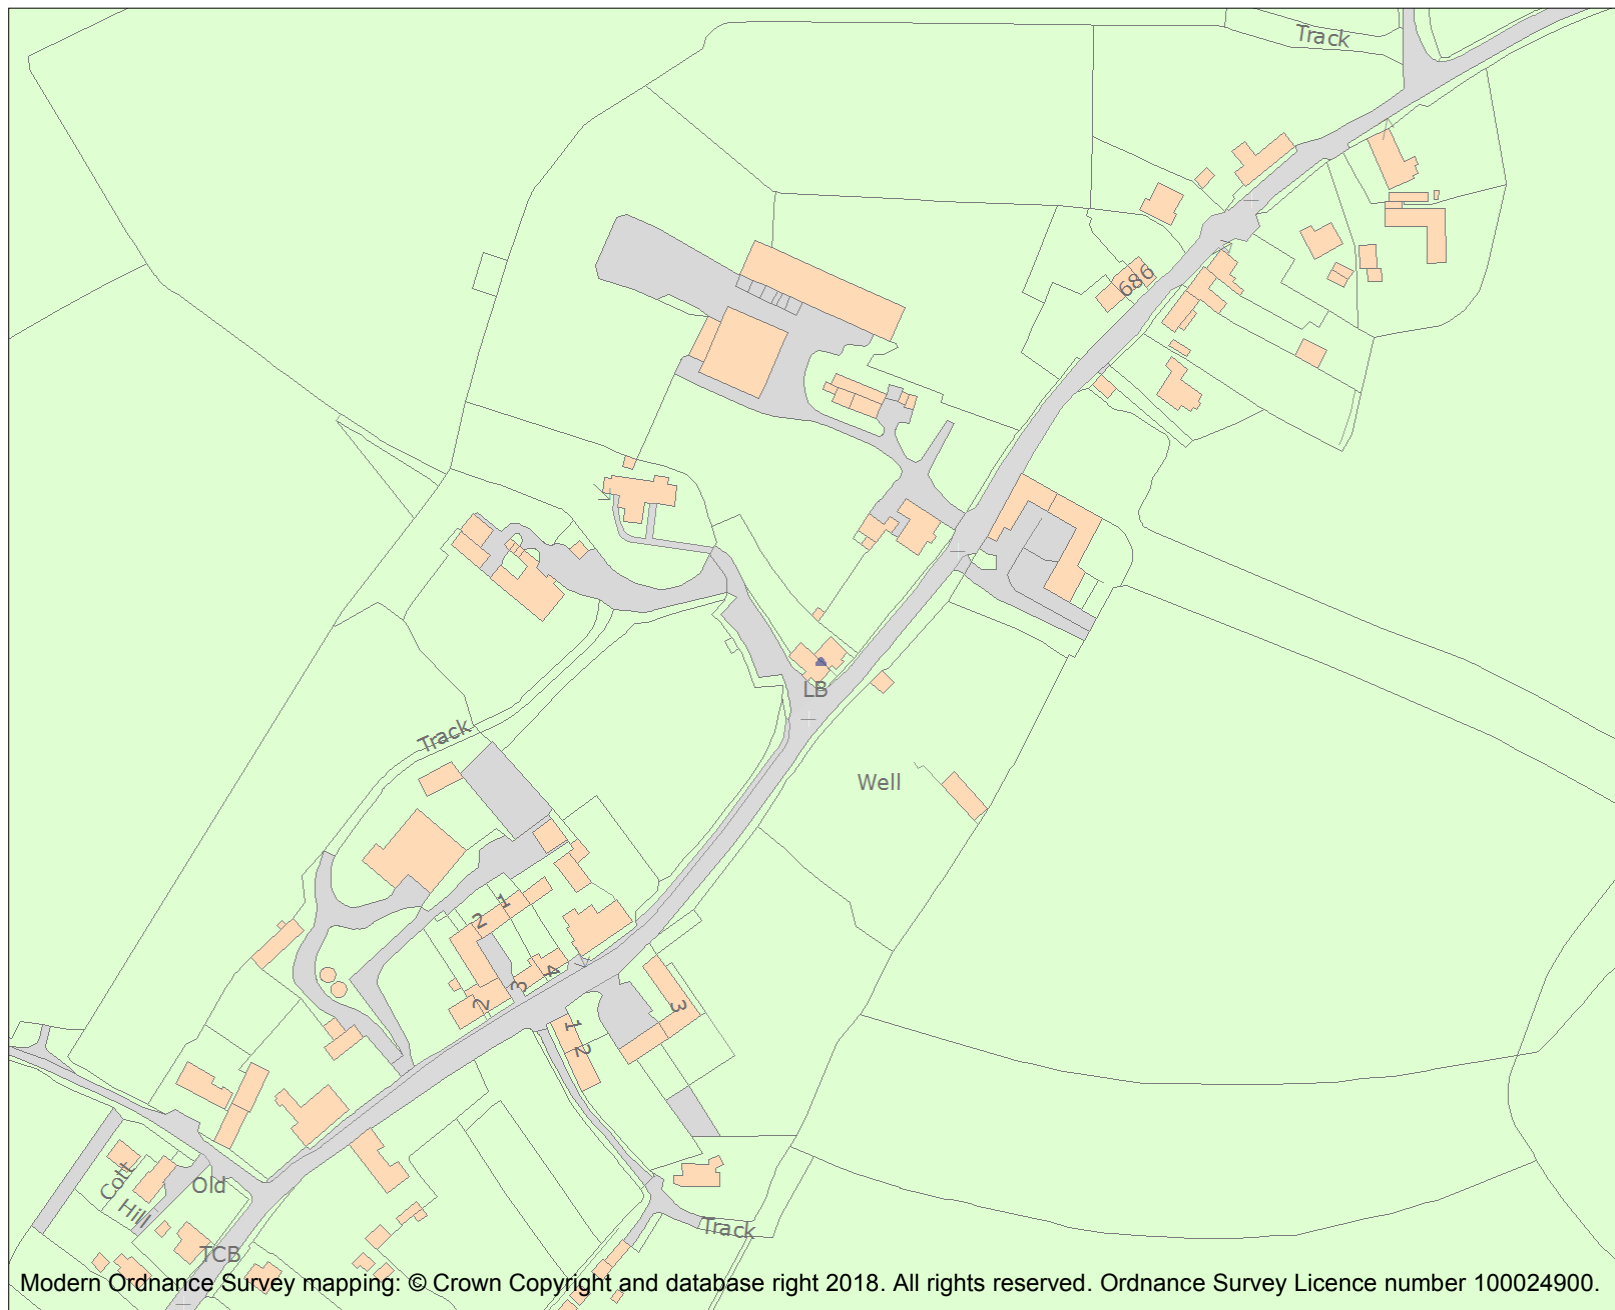 Track
686
LB
Track
Well
1
2
4
3
2
3
1
2
Cott
Old
Hill
Track
TCB
Modern Ordnance Survey mapping: © Crown Copyright and database right 2018. All rights reserved. Ordnance Survey Licence number 100024900.